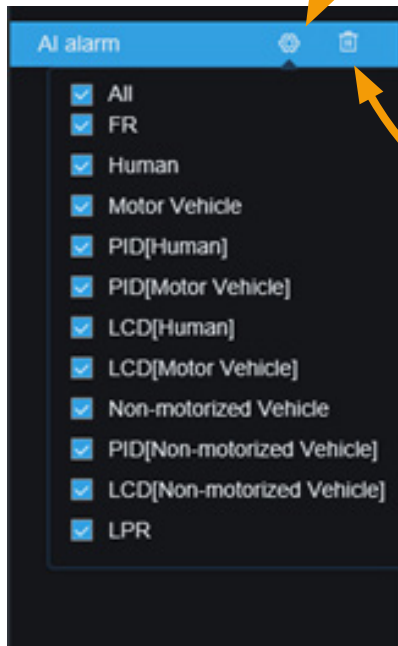 AI alarm
All
FR
Human
Motor Vehicle
PID[Human]
PID[Motor Vehicle]
LCD[Human]
LCD[Motor Vehicle]
Non-motorized Vehicle
PID[Non-motorized Vehicle]
LCD[Non-motorized Vehicle]
LPR